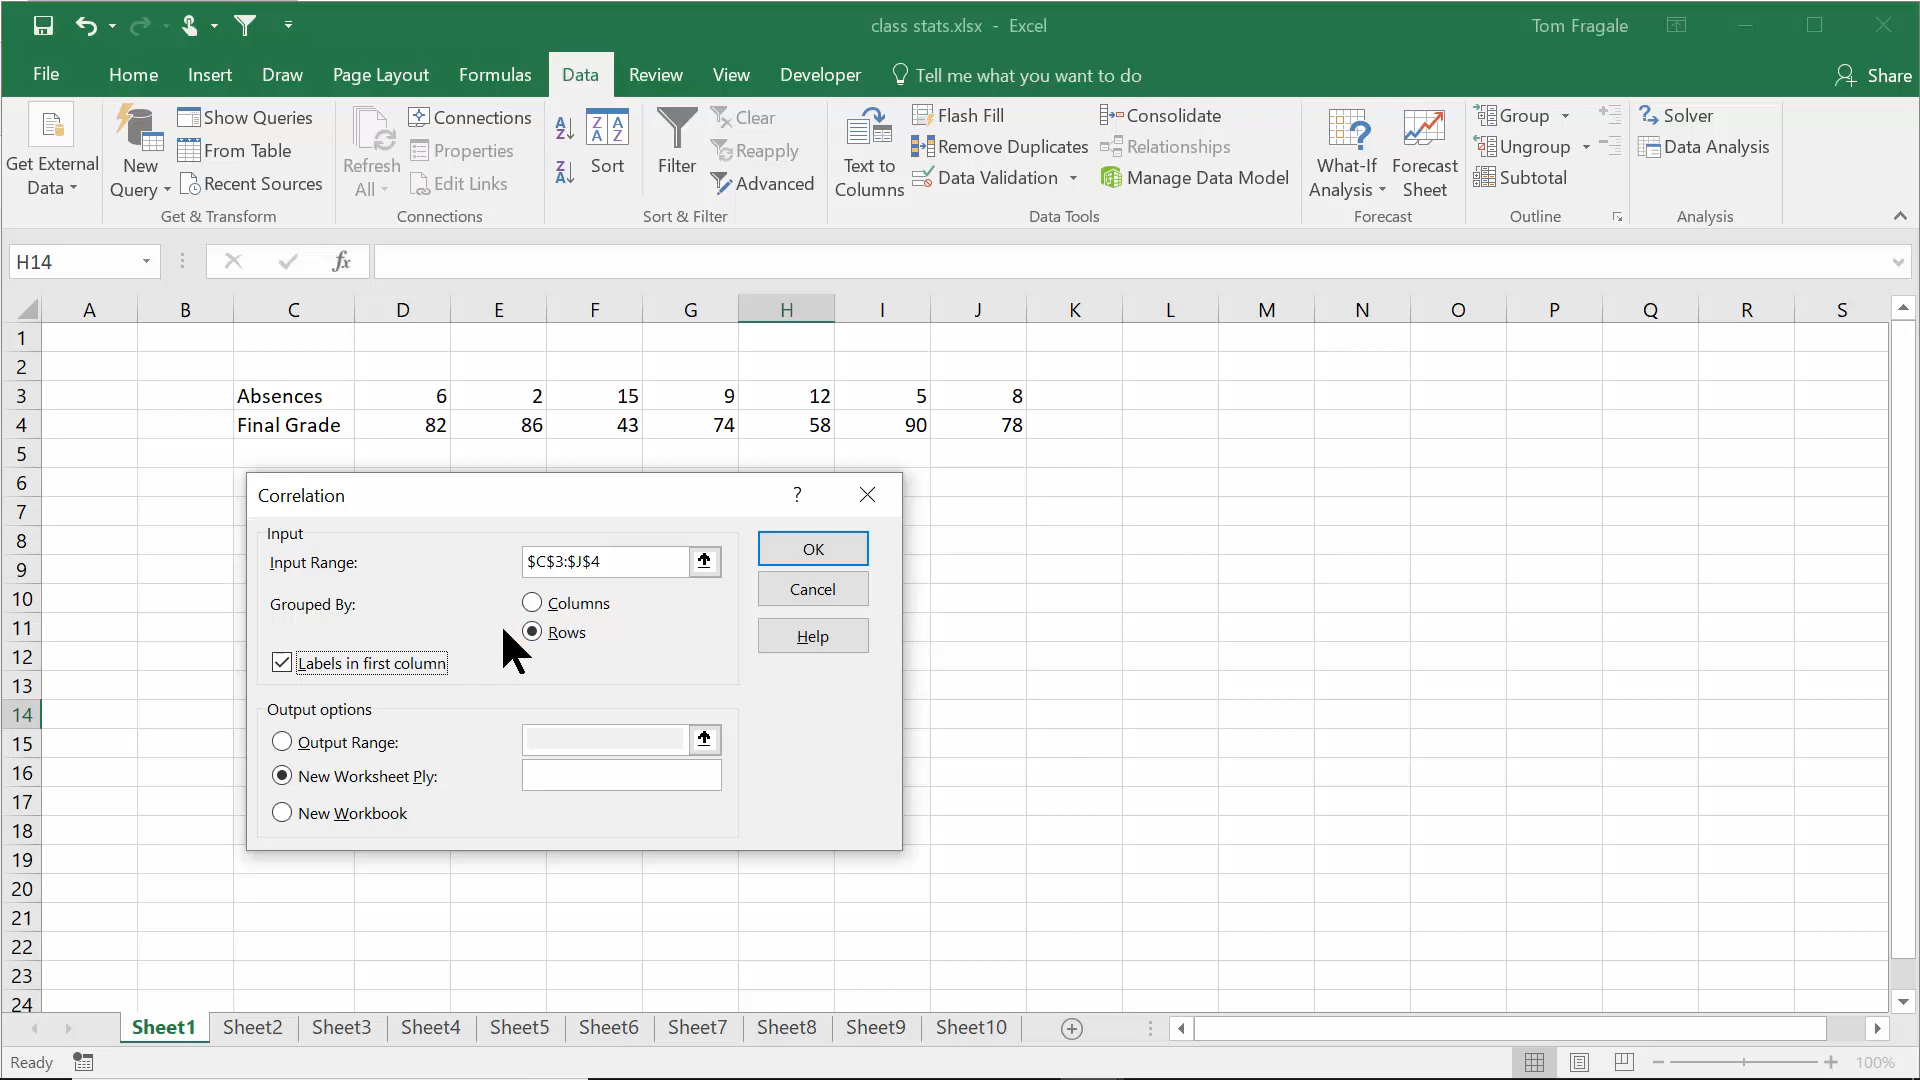 class stats.xlsx - Excel
Tom Fragale
File Home Insert Draw Page Layout Formulas Data Review View Developer Tell me what you want to do Share
Get External Data
New Query
Show Queries
From Table
Recent Sources
Get & Transform
Refresh All
Connections
Properties
Edit Links
Connections
Sort
Filter
Clear
Reapply
Advanced
Sort & Filter
Text to Columns
Flash Fill
Remove Duplicates
Data Validation
Consolidate
Relationships
Manage Data Model
Data Tools
What-If Analysis
Forecast Sheet
Forecast
Group
Ungroup
Subtotal
Outline
Solver
Data Analysis
Analysis
H14
fx
A B C D E F G H I J K L M N O P Q R S
1
2
3 Absences 6 2 15 9 12 5 8
4 Final Grade 82 86 43 74 58 90 78
5
6
7
8
9
10
11
12
13
14
15
16
17
18
19
20
21
22
23
24
Correlation ?
Input
Input Range: $C$3:$J$4
Grouped By: Columns
Rows
Labels in first column
OK
Cancel
Help
Output options
Output Range:
New Worksheet Ply:
New Workbook
Sheet1 Sheet2 Sheet3 Sheet4 Sheet5 Sheet6 Sheet7 Sheet8 Sheet9 Sheet10
Ready
100%